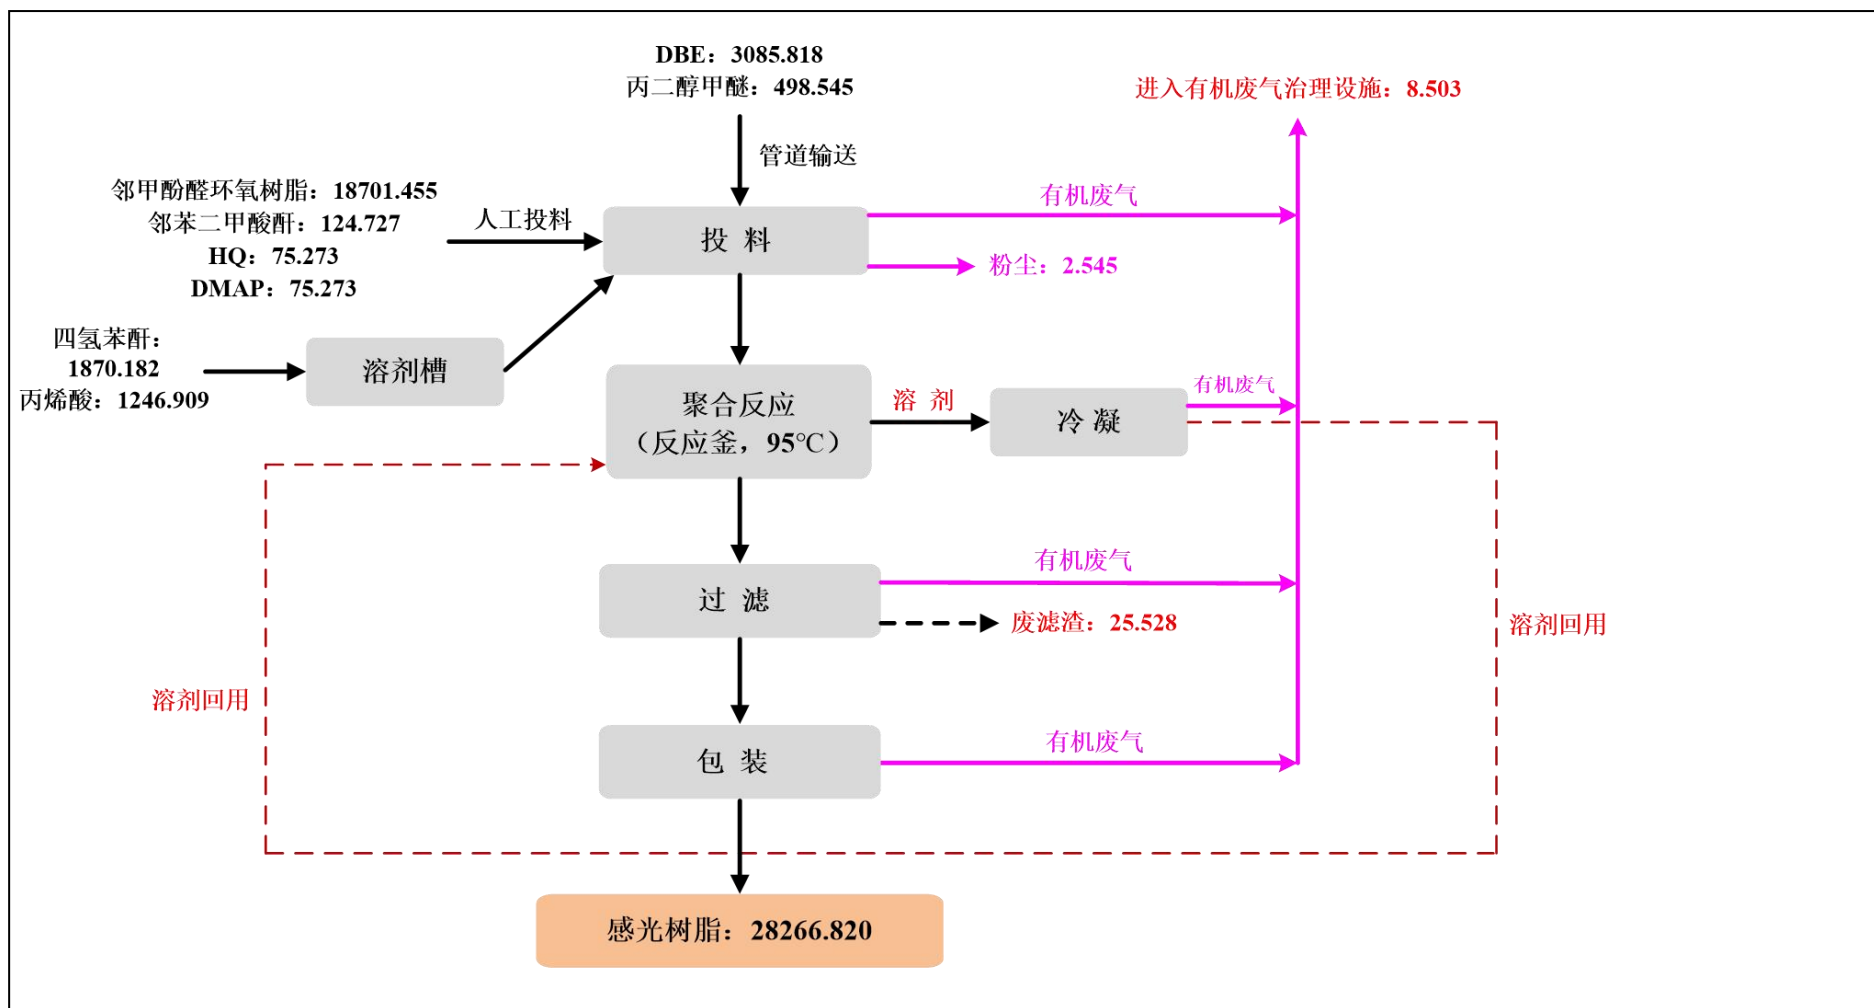 DBE：3085.818
丙二醇甲醚：498.545
进入有机废气治理设施：8.503
管道输送
邻甲酚醛环氧树脂：18701.455
邻苯二甲酸酐：124.727
HQ：75.273
DMAP：75.273
人工投料
投 料
有机废气
粉尘：2.545
四氢苯酐：
1870.182
丙烯酸：1246.909
溶剂槽
聚合反应
（反应釜，95℃）
溶 剂
冷 凝
有机废气
过 滤
有机废气
废滤渣：25.528
溶剂回用
溶剂回用
包 装
有机废气
感光树脂：28266.820